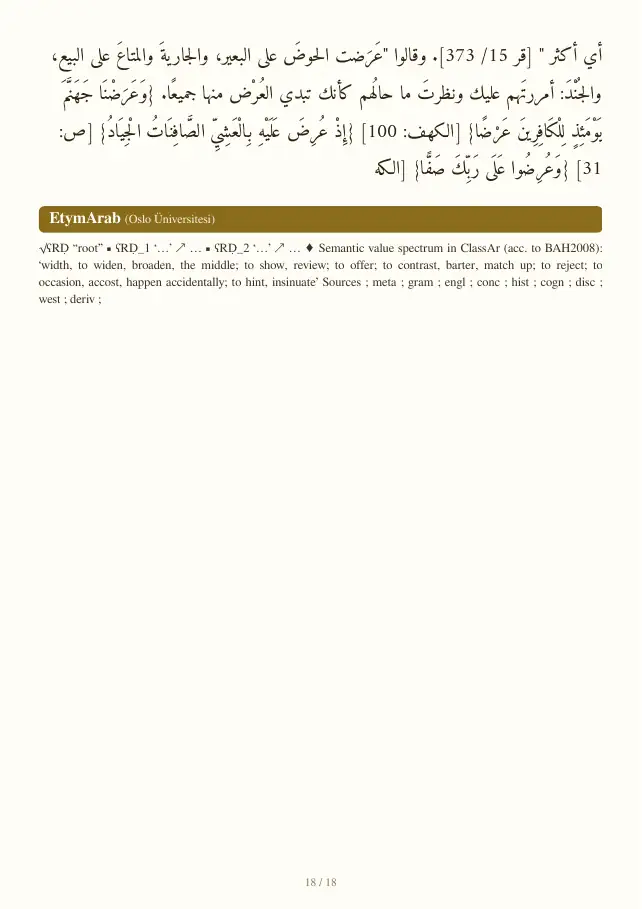 أي أكثر " [قر 15/ 373]. وقالوا "عَرَضت الحوضَ على البعير، والجاريةَ والمتاعَ على البيع،
والجُنْدَ: أمررتَهم عليك ونظرتَ ما حالُهم كأنك تبدي العُرْض منها جميعًا. {وَعَرَضْنَا جَهَنَّمَ
يَوْمَئِذٍ لِلْكَافِرِينَ عَرْضًا} [الكهف: 100] {إِذْ عُرِضَ عَلَيْهِ بِالْعَشِيِّ الصَّافِنَاتُ الْجِيَادُ} [ص:
31] {وَعُرِضُوا عَلَى رَبِّكَ صَفًّا} [الكه
EtymArab (Oslo Üniversitesi)
√ʕRḌ “root” ▪ ʕRḌ_1 ‘…’ ↗ … ▪ ʕRḌ_2 ‘…’ ↗ … ♦ Semantic value spectrum in ClassAr (acc. to BAH2008):
‘width, to widen, broaden, the middle; to show, review; to offer; to contrast, barter, match up; to reject; to
occasion, accost, happen accidentally; to hint, insinuate’ Sources ; meta ; gram ; engl ; conc ; hist ; cogn ; disc ;
west ; deriv ;
18 / 18